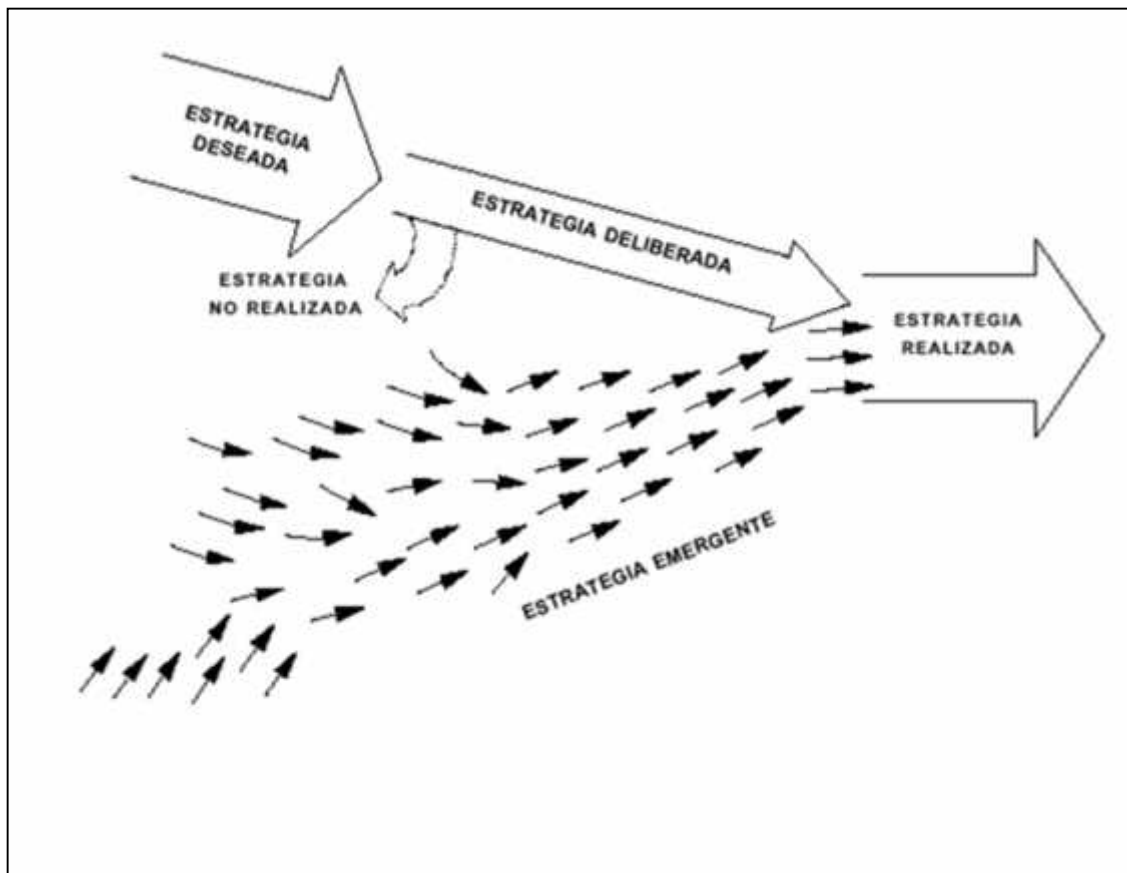 ESTRATEGIA
DESEADA
ESTRATEGIA DELIBERADA
ESTRATEGIA
NO REALIZADA
ESTRATEGIA
REALIZADA
ESTRATEGIA EMERGENTE